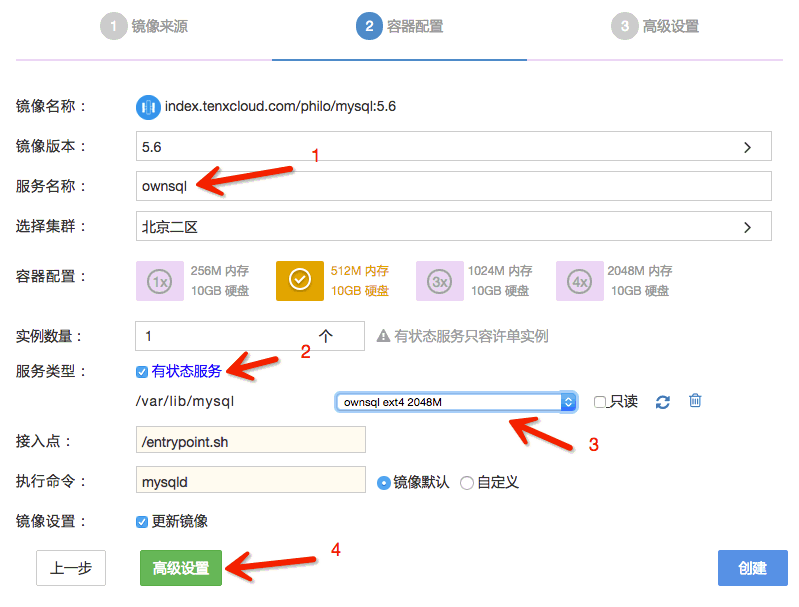 1 镜像来源 2 容器配置 3 高级设置
镜像名称： index.tenxcloud.com/philo/mysql:5.6
镜像版本： 5.6
1
服务名称： ownsql
选择集群： 北京二区
容器配置： 1x 256M 内存 10GB 硬盘 512M 内存 10GB 硬盘 3x 1024M 内存 10GB 硬盘 4x 2048M 内存 10GB 硬盘
实例数量： 1 个 有状态服务只容许单实例
2
服务类型： 有状态服务
/var/lib/mysql ownsql ext4 2048M 只读
3
接入点： /entrypoint.sh
执行命令： mysqld 镜像默认 自定义
镜像设置： 更新镜像
4
上一步 高级设置 创建